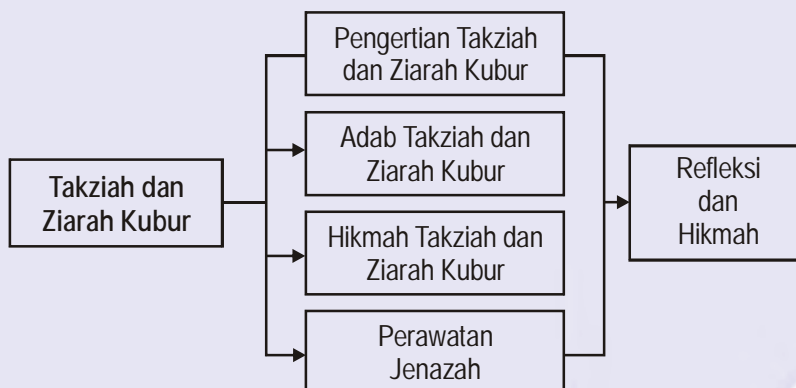 Takziah dan
Ziarah Kubur
Pengertian Takziah
dan Ziarah Kubur
Adab Takziah dan
Ziarah Kubur
Hikmah Takziah dan
Ziarah Kubur
Perawatan
Jenazah
Refleksi
dan
Hikmah